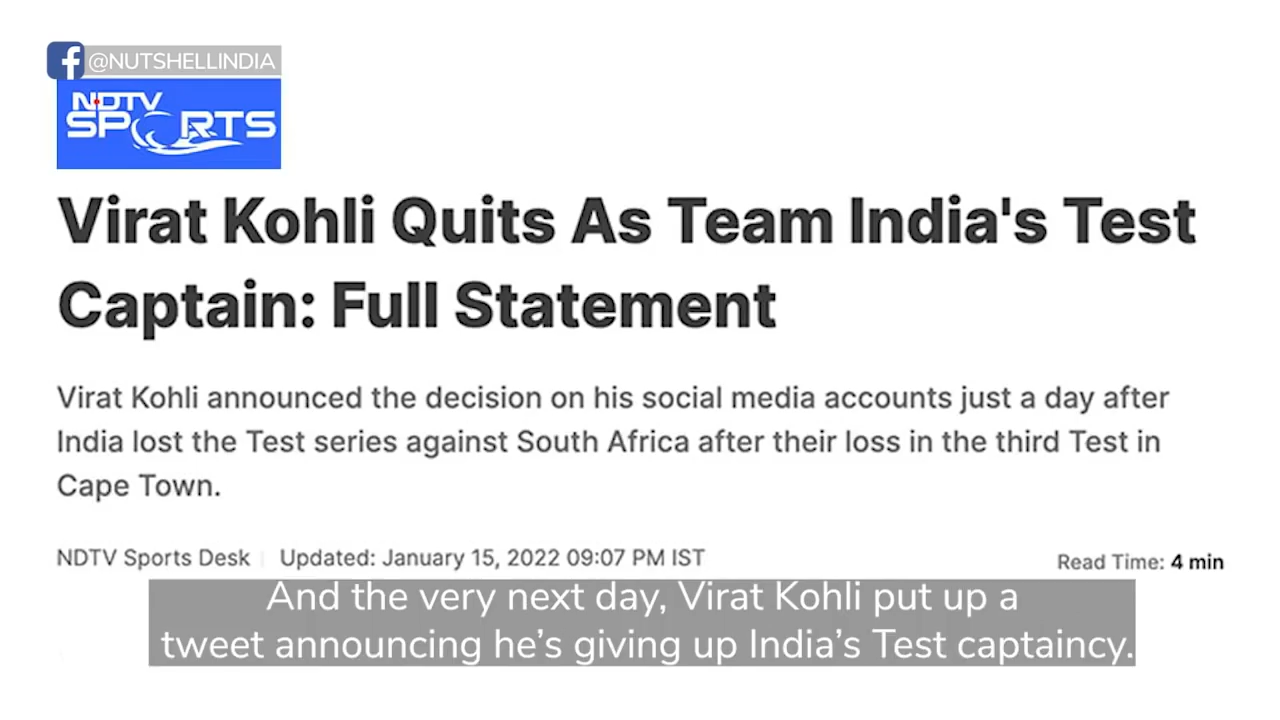 @NUTSHELLINDIA
NDTV
SPORTS
Virat Kohli Quits As Team India's Test
Captain: Full Statement
Virat Kohli announced the decision on his social media accounts just a day after
India lost the Test series against South Africa after their loss in the third Test in
Cape Town.
NDTV Sports Desk Updated: January 15, 2022 09:07 PM IST
Read Time: 4 min
And the very next day, Virat Kohli put up a
tweet announcing he’s giving up India’s Test captaincy.